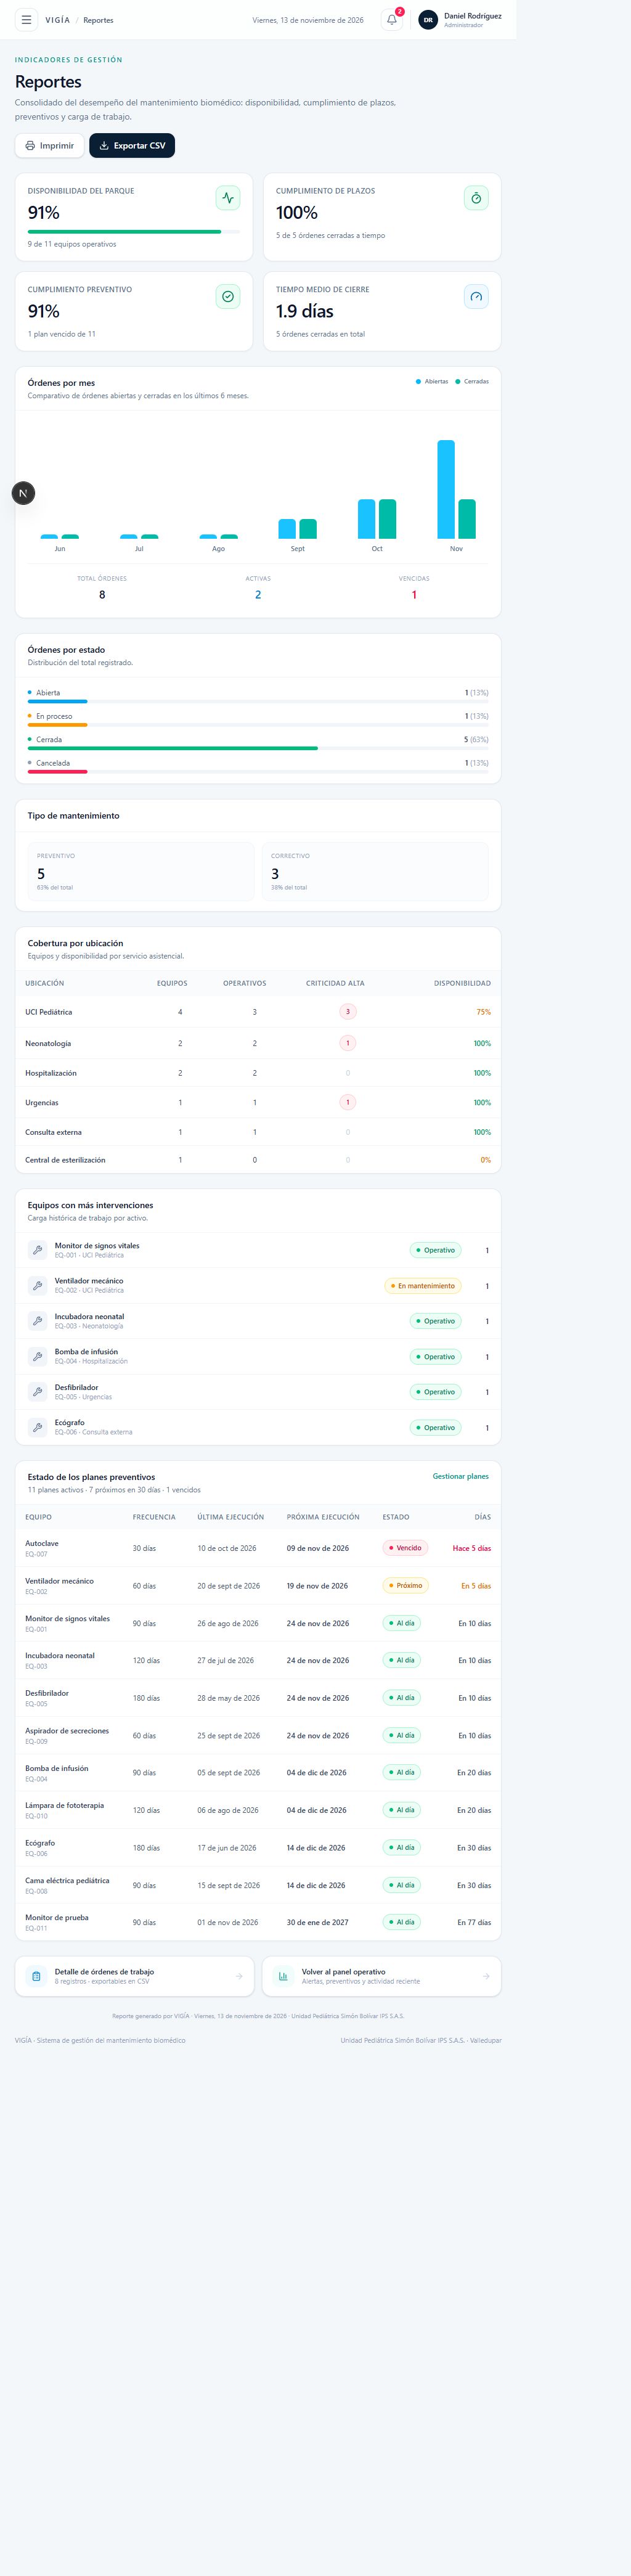 VIGÍA / Reportes
Viernes, 13 de noviembre de 2026
2
DR
Daniel Rodríguez
Administrador
INDICADORES DE GESTIÓN
Reportes
Consolidado del desempeño del mantenimiento biomédico: disponibilidad, cumplimiento de plazos,
preventivos y carga de trabajo.
Imprimir
Exportar CSV
DISPONIBILIDAD DEL PARQUE
91%
9 de 11 equipos operativos
CUMPLIMIENTO DE PLAZOS
100%
5 de 5 órdenes cerradas a tiempo
CUMPLIMIENTO PREVENTIVO
91%
1 plan vencido de 11
TIEMPO MEDIO DE CIERRE
1.9 días
5 órdenes cerradas en total
Órdenes por mes
Comparativo de órdenes abiertas y cerradas en los últimos 6 meses.
Abiertas Cerradas
N
Jun Jul Ago Sept Oct Nov
TOTAL ÓRDENES ACTIVAS VENCIDAS
8 2 1
Órdenes por estado
Distribución del total registrado.
Abierta 1 (13%)
En proceso 1 (13%)
Cerrada 5 (63%)
Cancelada 1 (13%)
Tipo de mantenimiento
PREVENTIVO
5
63% del total
CORRECTIVO
3
38% del total
Cobertura por ubicación
Equipos y disponibilidad por servicio asistencial.
UBICACIÓN EQUIPOS OPERATIVOS CRITICIDAD ALTA DISPONIBILIDAD
UCI Pediátrica 4 3 3 75%
Neonatología 2 2 1 100%
Hospitalización 2 2 0 100%
Urgencias 1 1 1 100%
Consulta externa 1 1 0 100%
Central de esterilización 1 0 0 0%
Equipos con más intervenciones
Carga histórica de trabajo por activo.
Monitor de signos vitales
EQ-001 · UCI Pediátrica
Operativo 1
Ventilador mecánico
EQ-002 · UCI Pediátrica
En mantenimiento 1
Incubadora neonatal
EQ-003 · Neonatología
Operativo 1
Bomba de infusión
EQ-004 · Hospitalización
Operativo 1
Desfibrilador
EQ-005 · Urgencias
Operativo 1
Ecógrafo
EQ-006 · Consulta externa
Operativo 1
Estado de los planes preventivos
11 planes activos · 7 próximos en 30 días · 1 vencidos
Gestionar planes
EQUIPO FRECUENCIA ÚLTIMA EJECUCIÓN PRÓXIMA EJECUCIÓN ESTADO DÍAS
Autoclave
EQ-007
30 días 10 de oct de 2026 09 de nov de 2026 Vencido Hace 5 días
Ventilador mecánico
EQ-002
60 días 20 de sept de 2026 19 de nov de 2026 Próximo En 5 días
Monitor de signos vitales
EQ-001
90 días 26 de ago de 2026 24 de nov de 2026 Al día En 10 días
Incubadora neonatal
EQ-003
120 días 27 de jul de 2026 24 de nov de 2026 Al día En 10 días
Desfibrilador
EQ-005
180 días 28 de may de 2026 24 de nov de 2026 Al día En 10 días
Aspirador de secreciones
EQ-009
60 días 25 de sept de 2026 24 de nov de 2026 Al día En 10 días
Bomba de infusión
EQ-004
90 días 05 de sept de 2026 04 de dic de 2026 Al día En 20 días
Lámpara de fototerapia
EQ-010
120 días 06 de ago de 2026 04 de dic de 2026 Al día En 20 días
Ecógrafo
EQ-006
180 días 17 de jun de 2026 14 de dic de 2026 Al día En 30 días
Cama eléctrica pediátrica
EQ-008
90 días 15 de sept de 2026 14 de dic de 2026 Al día En 30 días
Monitor de prueba
EQ-011
90 días 01 de nov de 2026 30 de ene de 2027 Al día En 77 días
Detalle de órdenes de trabajo
8 registros · exportables en CSV
Volver al panel operativo
Alertas, preventivos y actividad reciente
Reporte generado por VIGÍA · Viernes, 13 de noviembre de 2026 · Unidad Pediátrica Simón Bolívar IPS S.A.S.
VIGÍA · Sistema de gestión del mantenimiento biomédico
Unidad Pediátrica Simón Bolívar IPS S.A.S. · Valledupar